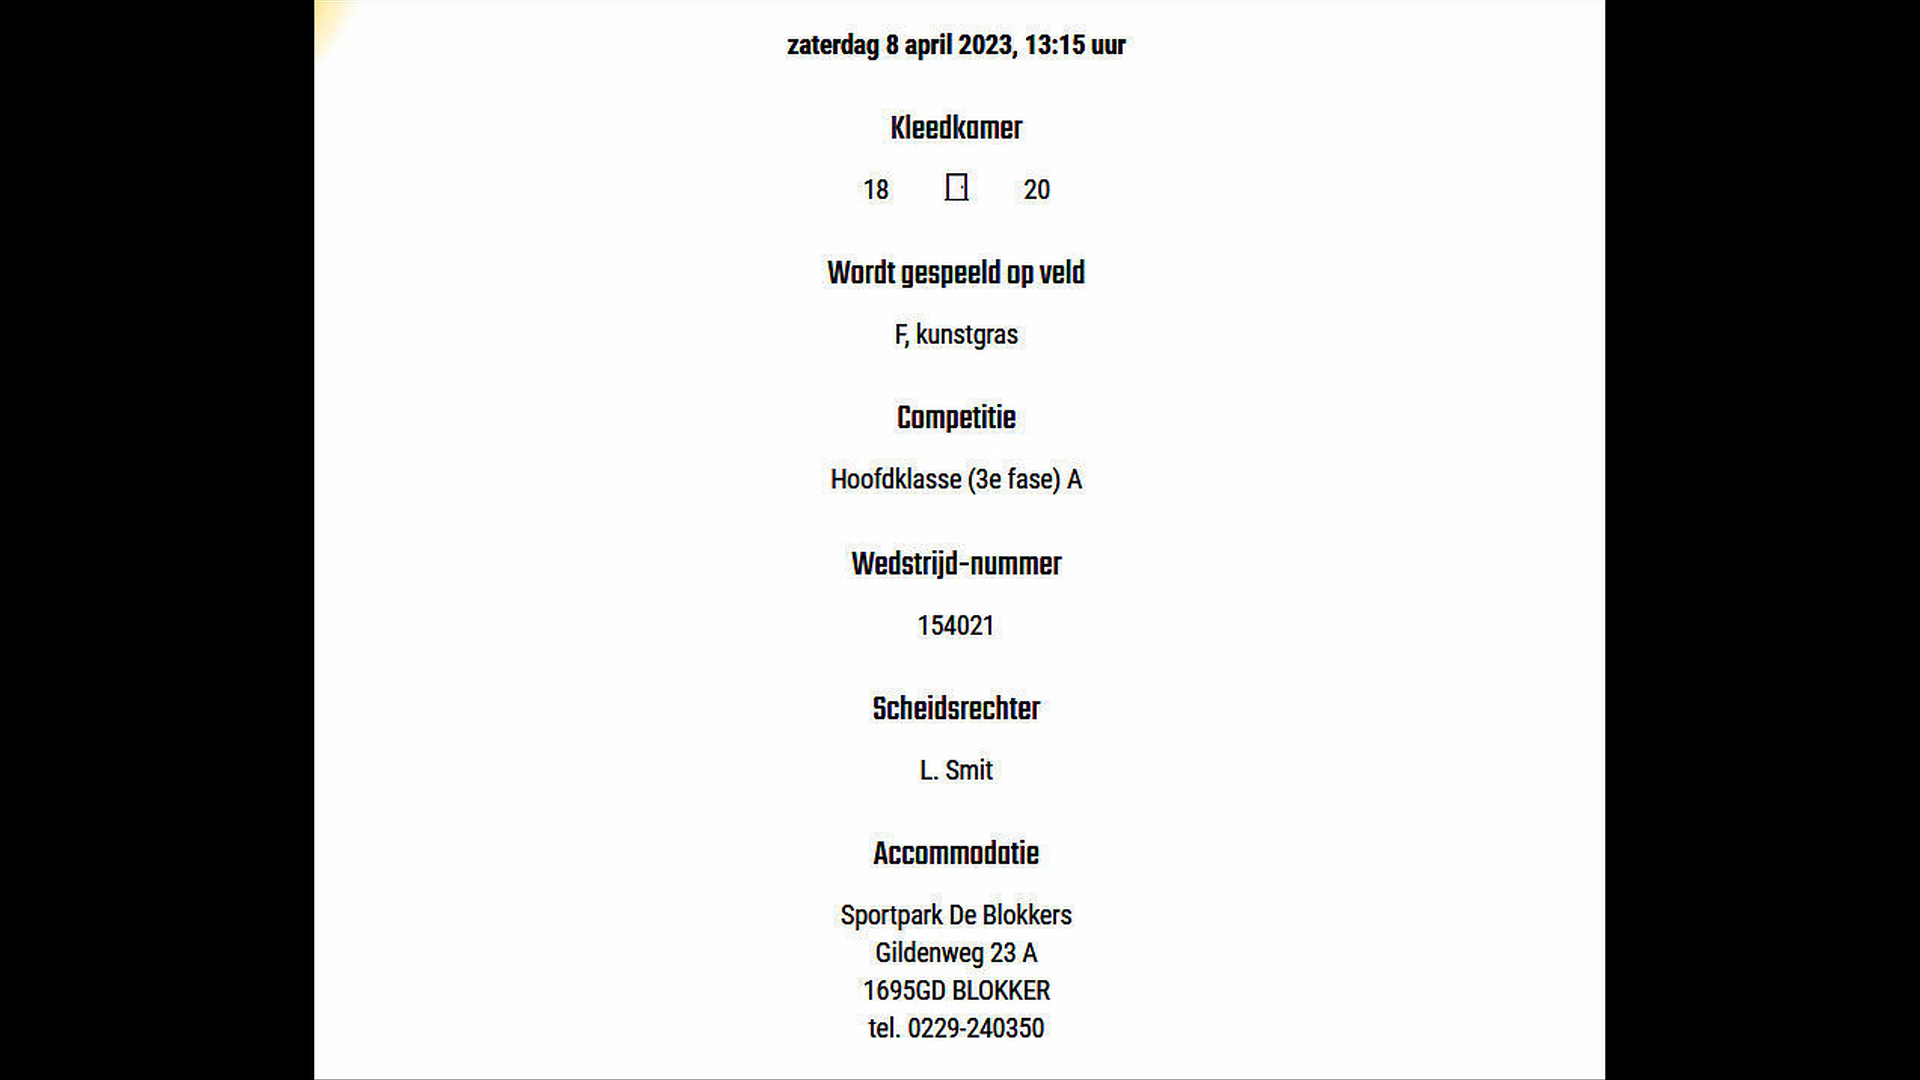 zaterdag 8 april 2023, 13:15 uur
Kleedkamer
18 20
Wordt gespeeld op veld
F, kunstgras
Competitie
Hoofdklasse (3e fase) A
Wedstrijd-nummer
154021
Scheidsrechter
L. Smit
Accommodatie
Sportpark De Blokkers
Gildenweg 23 A
1695GD BLOKKER
tel. 0229-240350